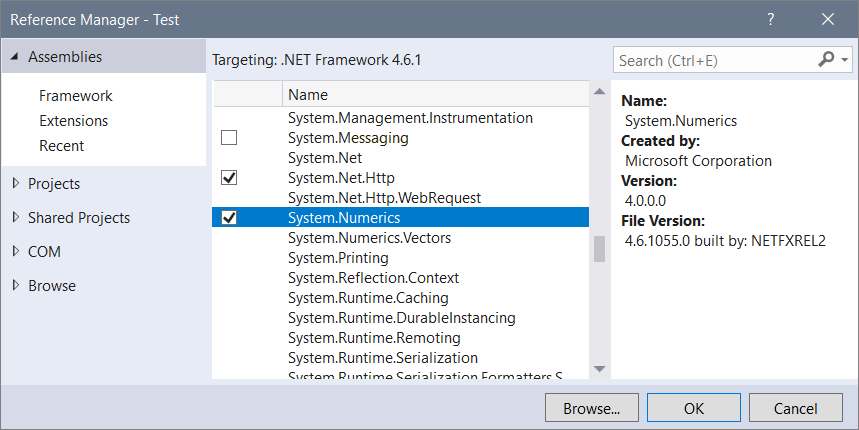 Reference Manager - Test
? 
Assemblies
Framework
Extensions
Recent
Projects
Shared Projects
COM
Browse
Targeting: .NET Framework 4.6.1
Name
System.Management.Instrumentation
System.Messaging
System.Net
System.Net.Http
System.Net.Http.WebRequest
System.Numerics
System.Numerics.Vectors
System.Printing
System.Reflection.Context
System.Runtime.Caching
System.Runtime.DurableInstancing
System.Runtime.Remoting
System.Runtime.Serialization
System.Runtime.Serialization.Formatters.S
Search (Ctrl+E)
Name:
System.Numerics
Created by:
Microsoft Corporation
Version:
4.0.0.0
File Version:
4.6.1055.0 built by: NETFXREL2
Browse...
OK
Cancel